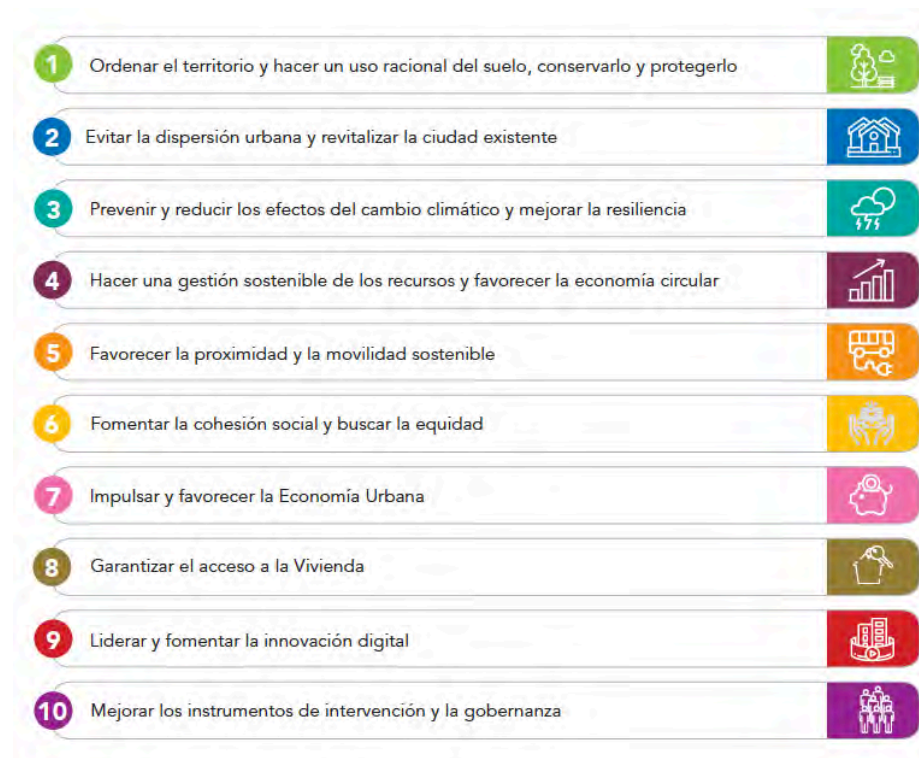 1 Ordenar el territorio y hacer un uso racional del suelo, conservarlo y protegerlo
2 Evitar la dispersión urbana y revitalizar la ciudad existente
3 Prevenir y reducir los efectos del cambio climático y mejorar la resiliencia
4 Hacer una gestión sostenible de los recursos y favorecer la economía circular
5 Favorecer la proximidad y la movilidad sostenible
6 Fomentar la cohesión social y buscar la equidad
7 Impulsar y favorecer la Economía Urbana
8 Garantizar el acceso a la Vivienda
9 Liderar y fomentar la innovación digital
10 Mejorar los instrumentos de intervención y la gobernanza